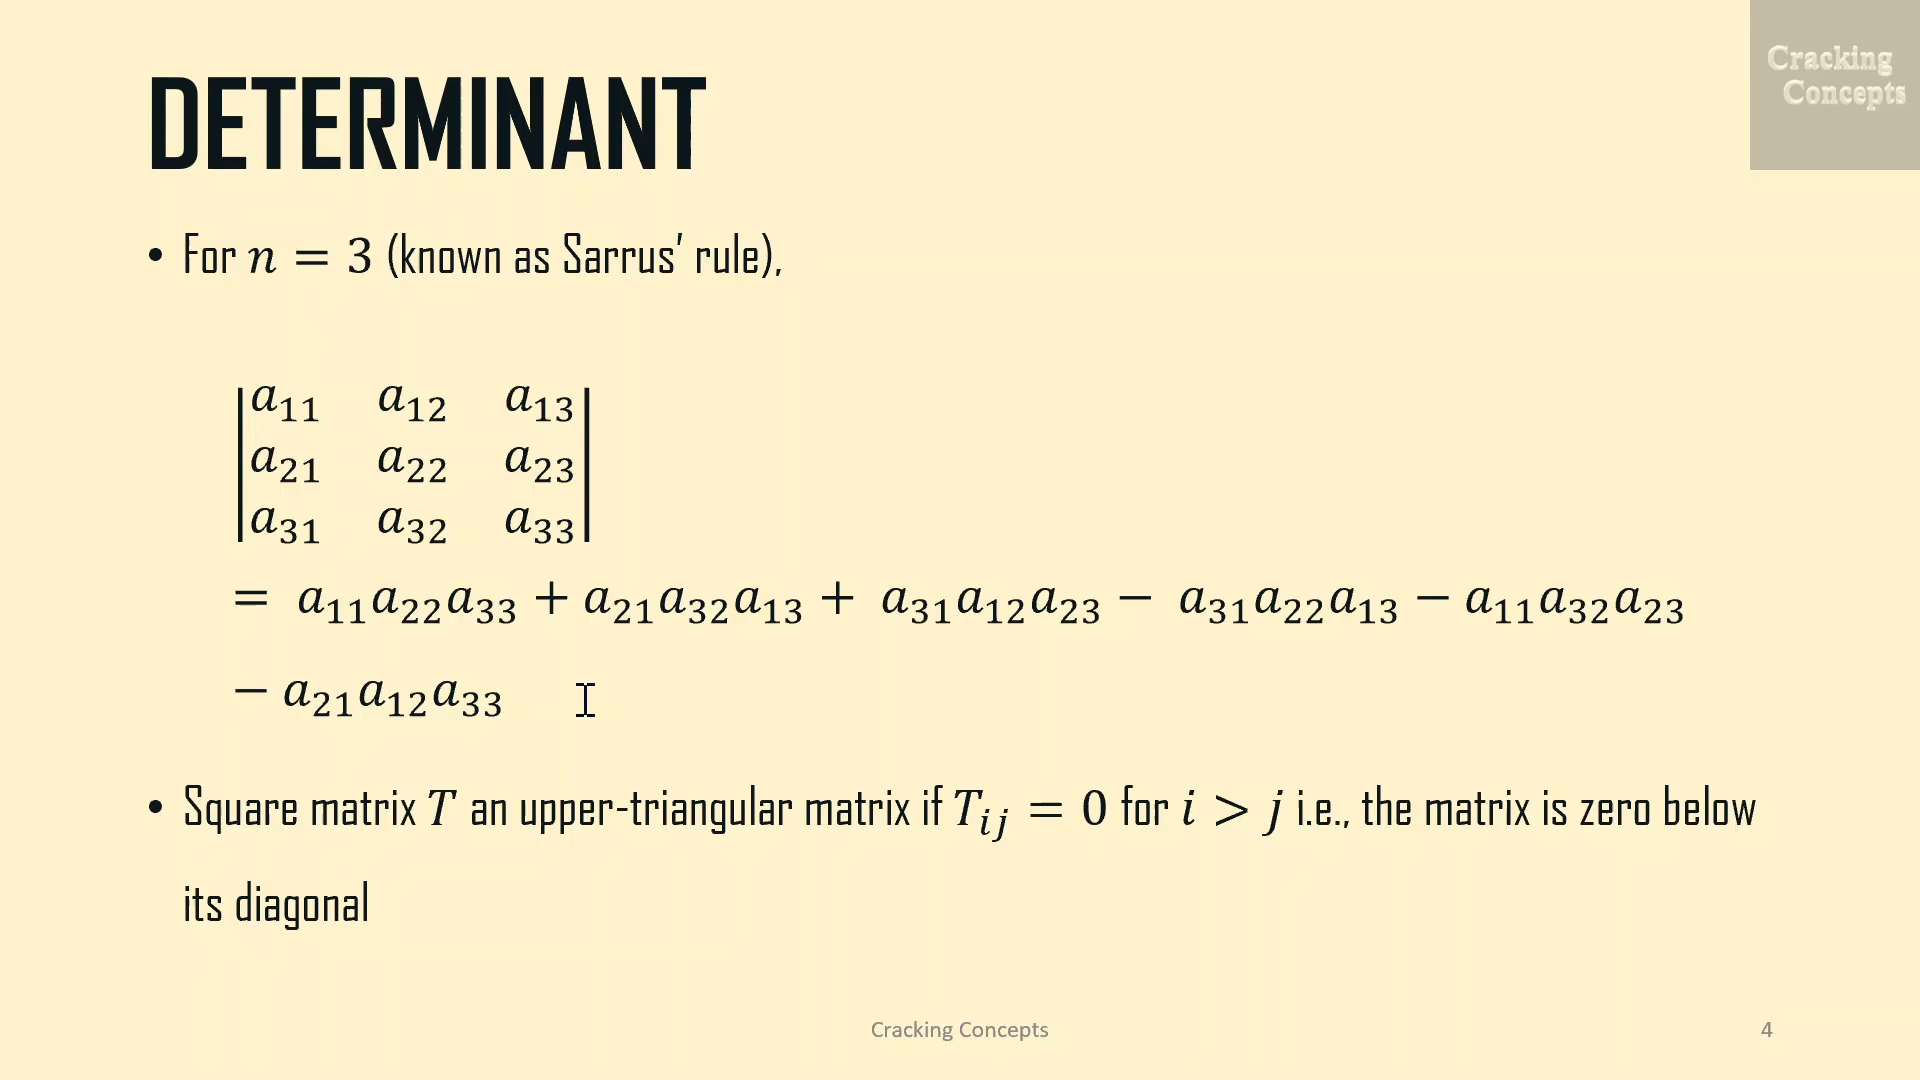 Cracking
Concepts
DETERMINANT
• For 𝑛 = 3 (known as Sarrus' rule),
|𝑎₁₁ 𝑎₁₂ 𝑎₁₃|
|𝑎₂₁ 𝑎₂₂ 𝑎₂₃|
|𝑎₃₁ 𝑎₃₂ 𝑎₃₃|
= 𝑎₁₁𝑎₂₂𝑎₃₃ + 𝑎₂₁𝑎₃₂𝑎₁₃ + 𝑎₃₁𝑎₁₂𝑎₂₃ − 𝑎₃₁𝑎₂₂𝑎₁₃ − 𝑎₁₁𝑎₃₂𝑎₂₃
− 𝑎₂₁𝑎₁₂𝑎₃₃
• Square matrix 𝑇 an upper-triangular matrix if 𝑇ᵢⱼ = 0 for 𝑖 > 𝑗 i.e., the matrix is zero below
its diagonal
Cracking Concepts
4